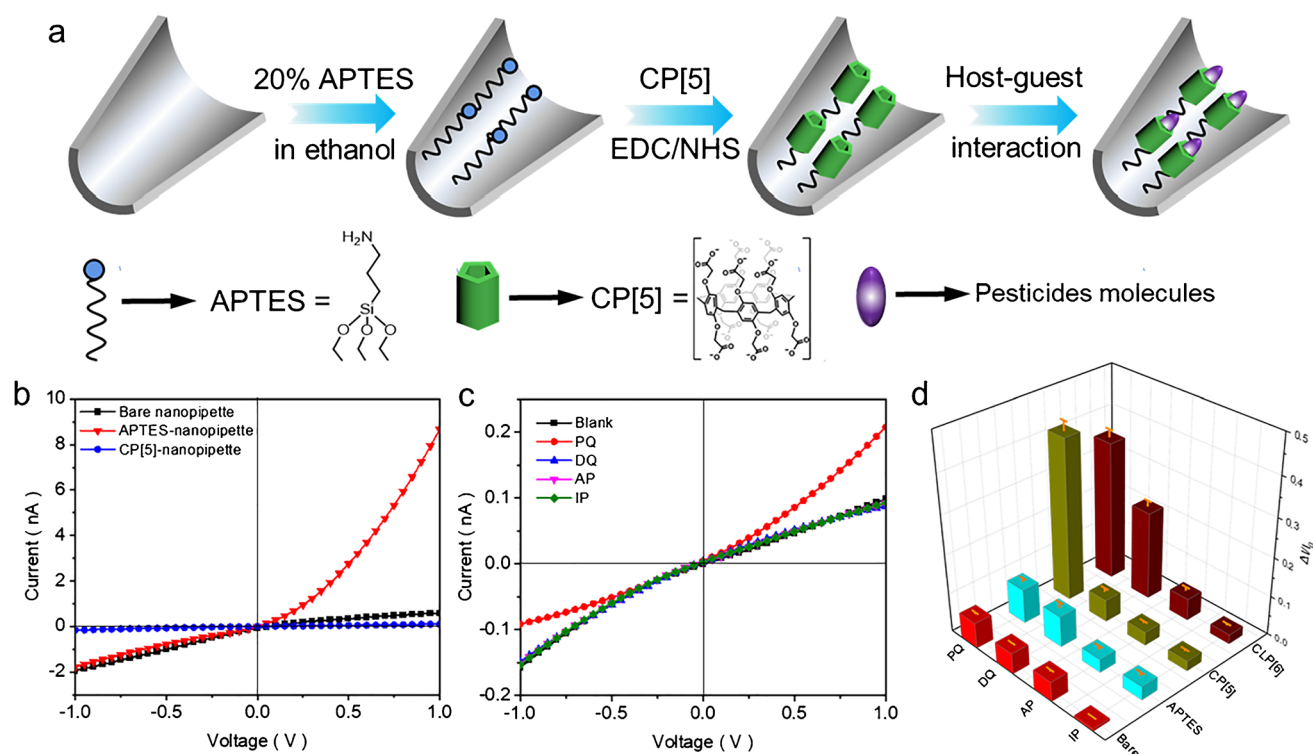 a
20% APTES
in ethanol
CP[5]
EDC/NHS
Host-guest
interaction
H₂N
Si
O
O
O
APTES =
CP[5] =
Pesticides molecules
b
Bare nanopipette
APTES-nanopipette
CP[5]-nanopipette
Current ( nA )
10
8
6
4
2
0
-2
-1.0
-0.5
0.0
0.5
1.0
Voltage ( V )
c
Blank
PQ
DQ
AP
IP
Current ( nA )
0.2
0.1
0.0
-0.1
-0.2
-1.0
-0.5
0.0
0.5
1.0
Voltage ( V )
d
0.5
0.4
0.3
0.2
0.1
0.0
ΔI/I₀
PQ
DQ
AP
IP
Bare
APTES
CP[5]
CLP[6]